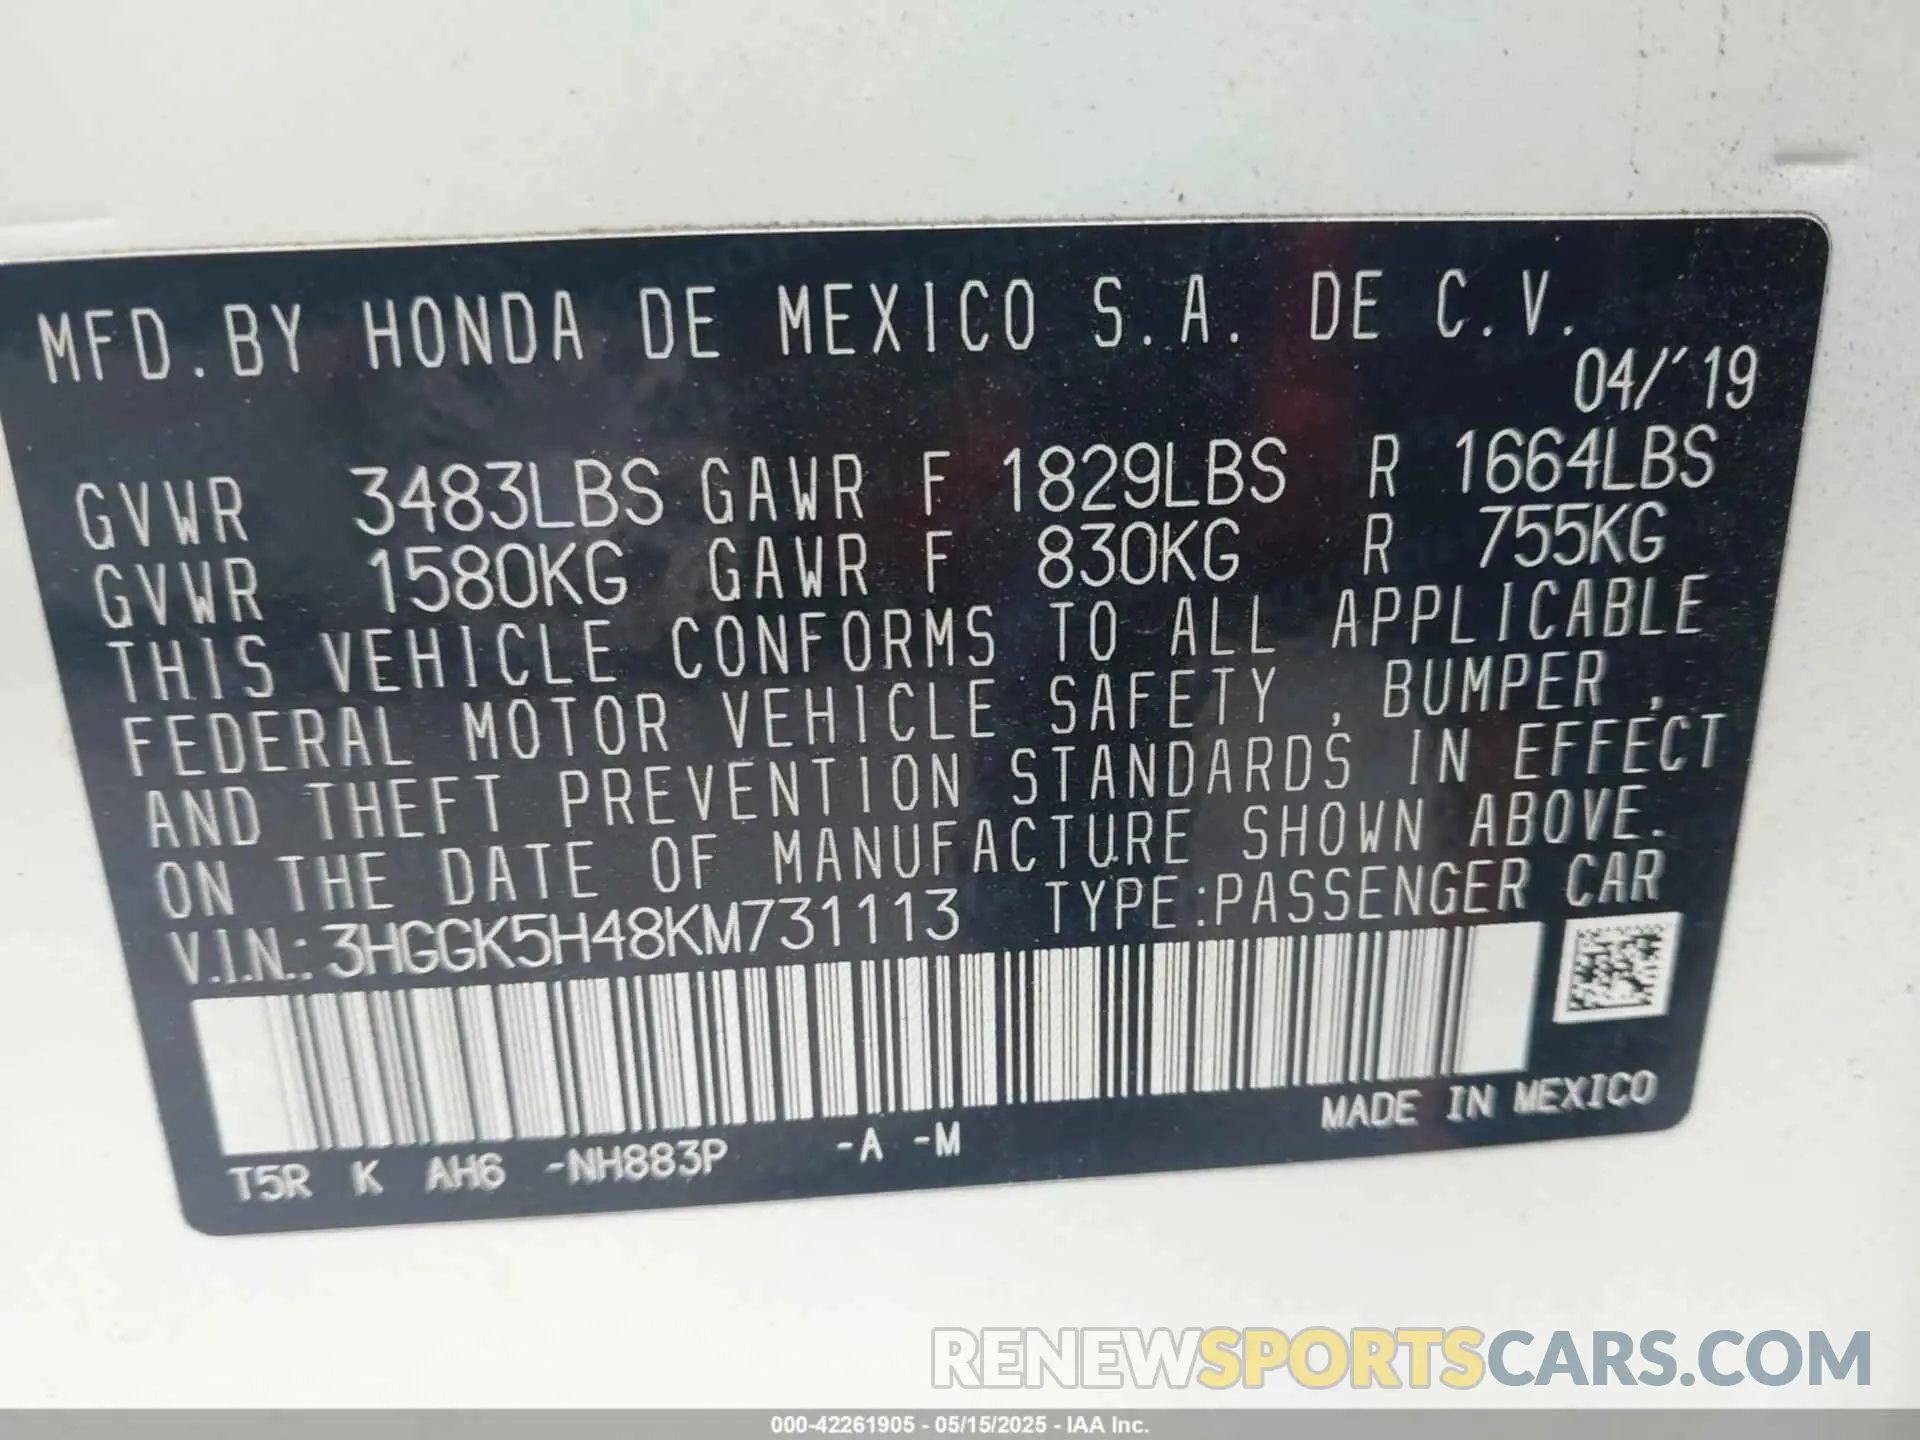 MFD.BY HONDA DE MEXICO S.A. DE C.V.
04/'19
GVWR 3483LBS GAWR F 1829LBS R 1664LBS
GVWR 1580KG GAWR F 830KG R 755KG
THIS VEHICLE CONFORMS TO ALL APPLICABLE
FEDERAL MOTOR VEHICLE SAFETY , BUMPER ,
AND THEFT PREVENTION STANDARDS IN EFFECT
ON THE DATE OF MANUFACTURE SHOWN ABOVE.
V.I.N.: 3HGGK5H48KM731113 TYPE:PASSENGER CAR
MADE IN MEXICO
T5R K AH6 -NH883P -A -M
RENEWSPORTSCARS.COM
000-42261905 - 05/15/2025 - IAA Inc.